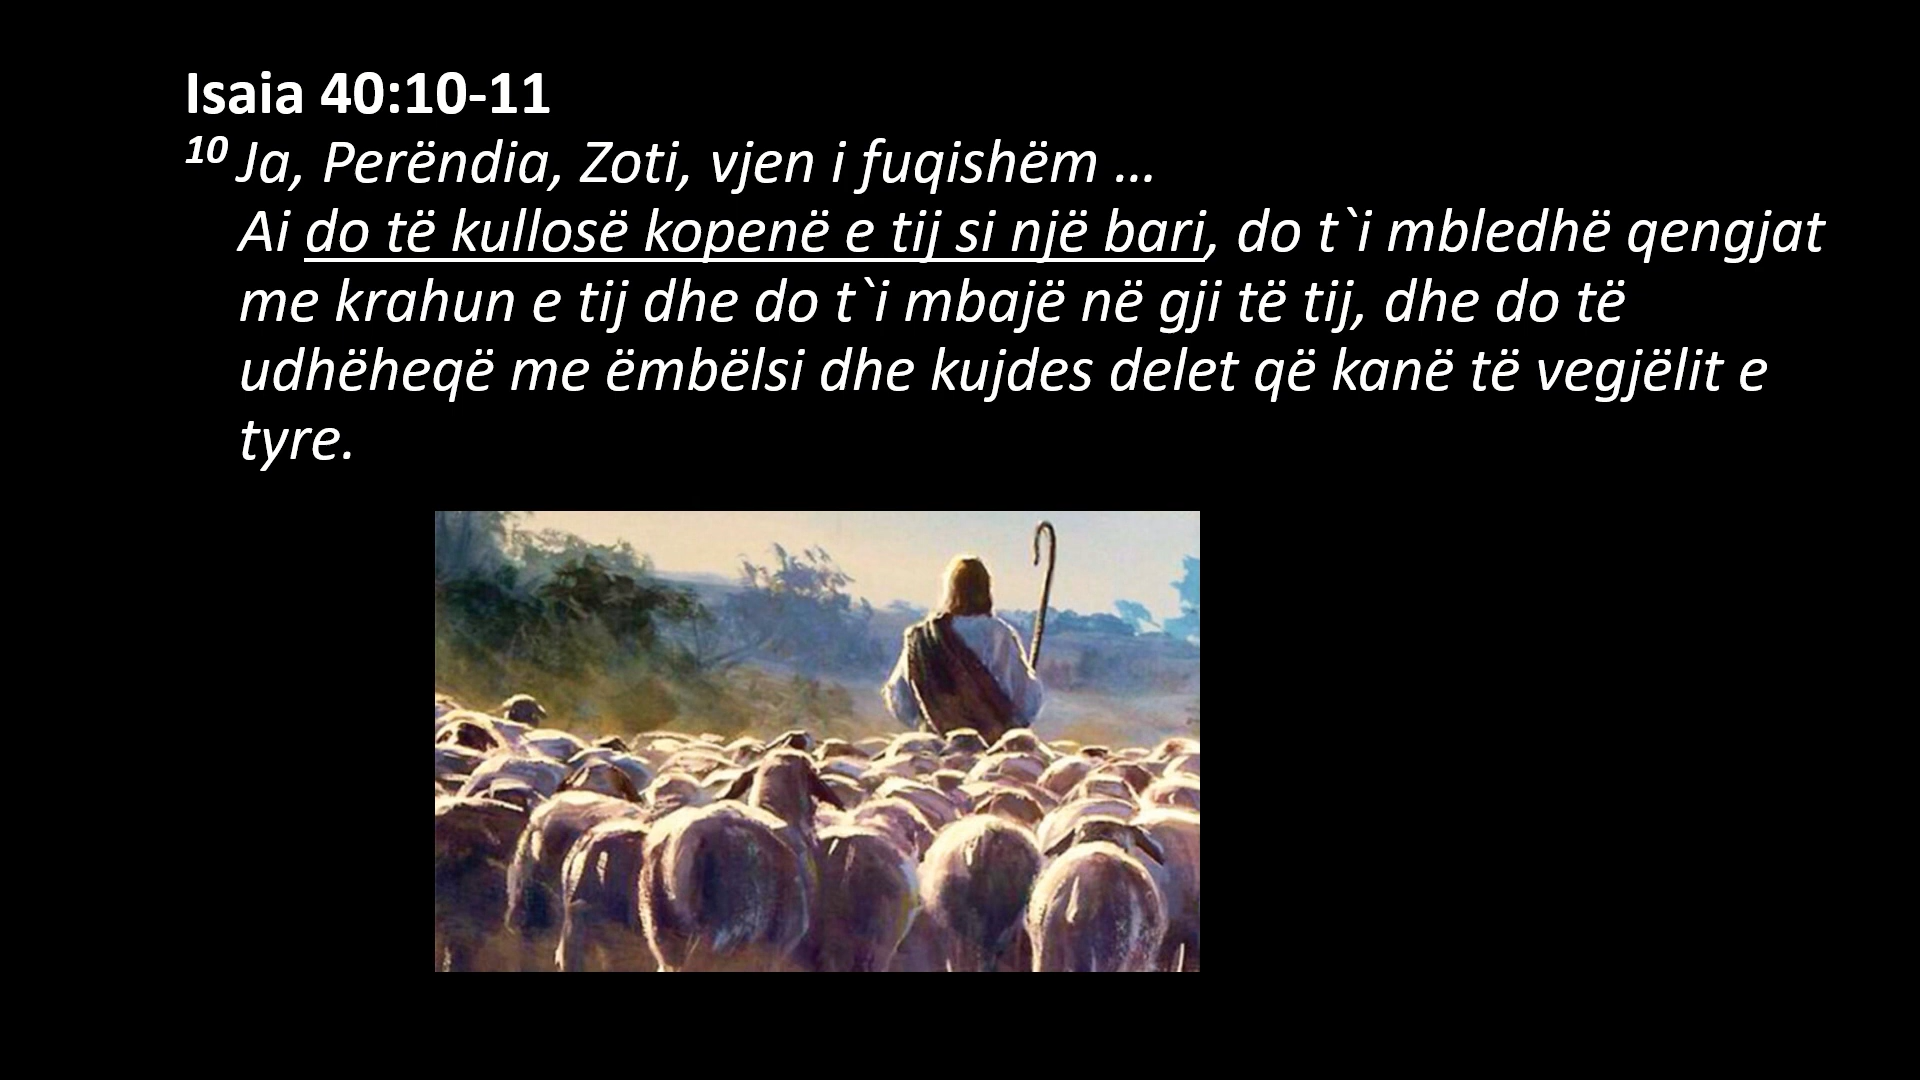 Isaia 40:10-11
10 Ja, Perëndia, Zoti, vjen i fuqishëm ...
Ai do të kullosë kopenë e tij si një bari, do t`i mbledhë qengjat
me krahun e tij dhe do t`i mbajë në gji të tij, dhe do të
udhëheqë me ëmbëlsi dhe kujdes delet që kanë të vegjëlit e
tyre.